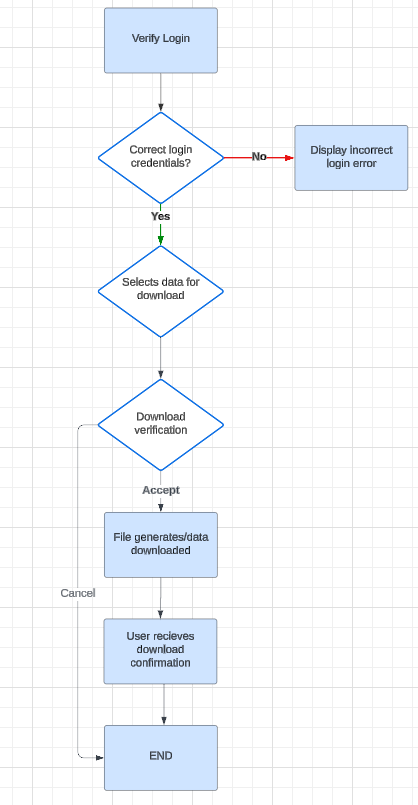 Verify Login
Correct login
credentials?
No
Display incorrect
login error
Yes
Selects data for
download
Download
verification
Accept
File generates/data
downloaded
Cancel
User recieves
download
confirmation
END